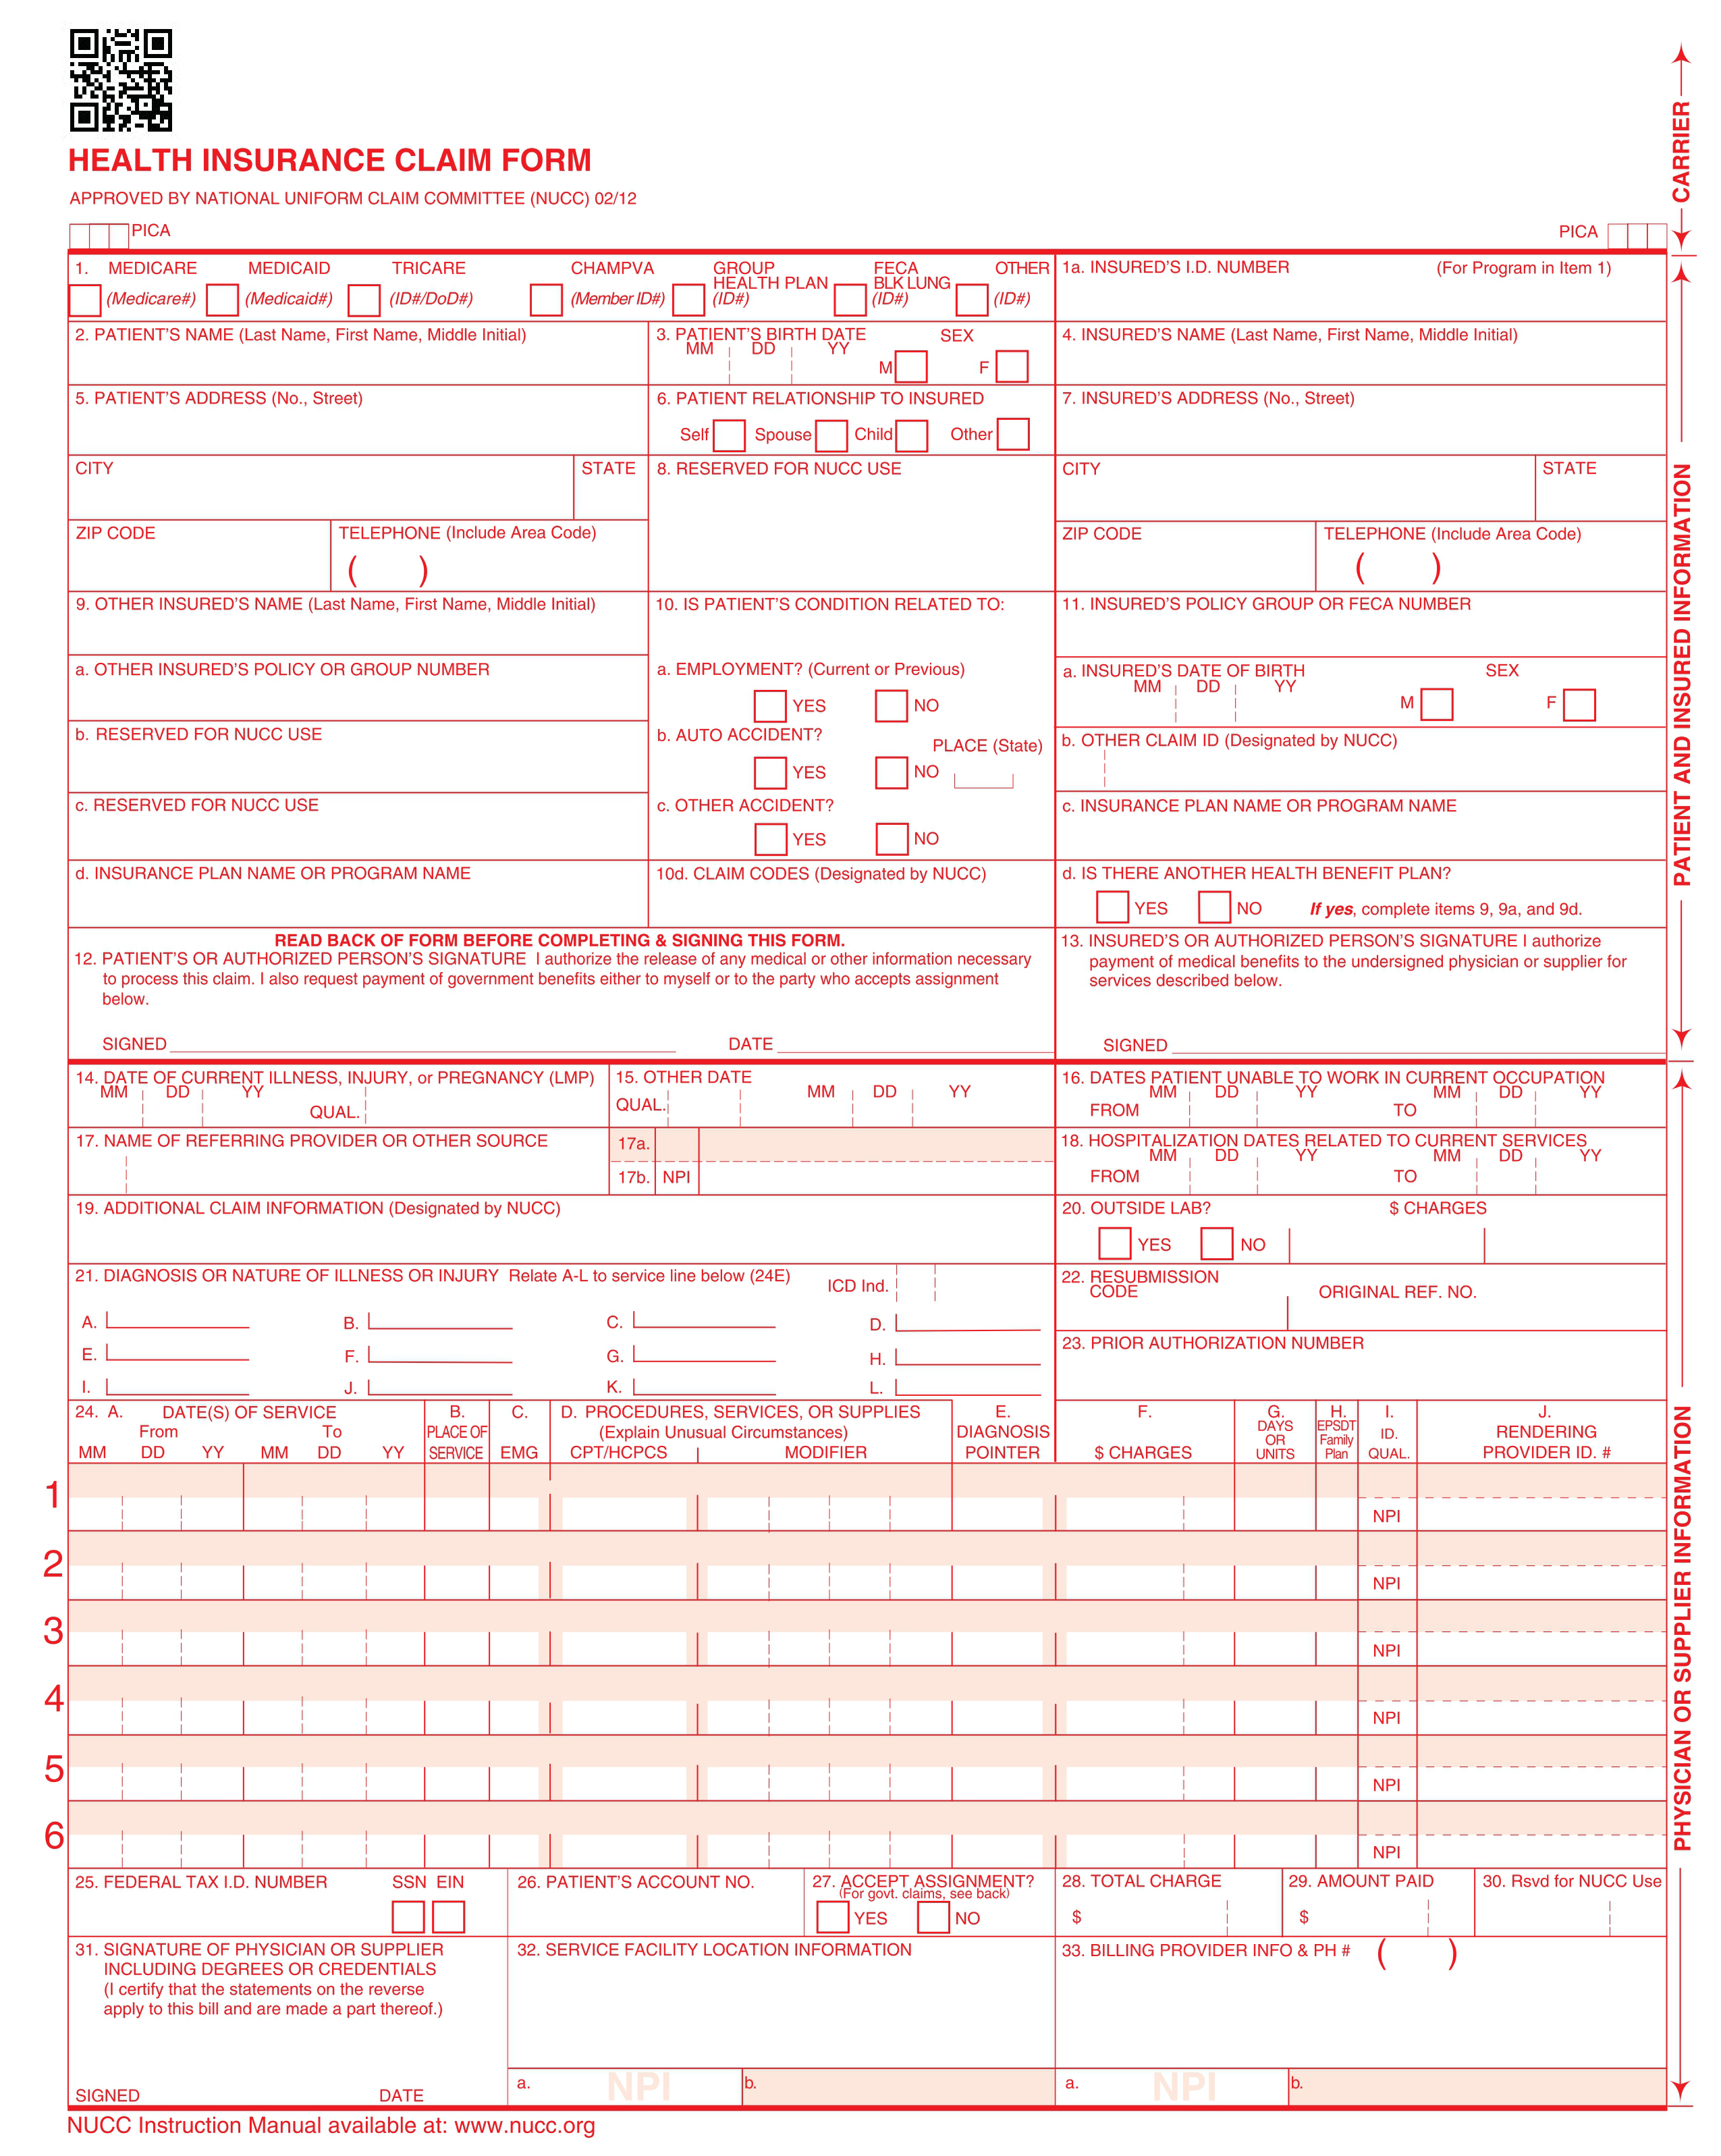 HEALTH INSURANCE CLAIM FORM
APPROVED BY NATIONAL UNIFORM CLAIM COMMITTEE (NUCC) 02/12
PICA
PICA
CARRIER
1. MEDICARE MEDICAID TRICARE CHAMPVA GROUP HEALTH PLAN FECA BLK LUNG OTHER
(Medicare#) (Medicaid#) (ID#/DoD#) (Member ID#) (ID#) (ID#) (ID#)
1a. INSURED'S I.D. NUMBER (For Program in Item 1)
2. PATIENT'S NAME (Last Name, First Name, Middle Initial)
3. PATIENT'S BIRTH DATE SEX
MM DD YY M F
4. INSURED'S NAME (Last Name, First Name, Middle Initial)
5. PATIENT'S ADDRESS (No., Street)
6. PATIENT RELATIONSHIP TO INSURED
Self Spouse Child Other
7. INSURED'S ADDRESS (No., Street)
CITY STATE
8. RESERVED FOR NUCC USE
CITY STATE
ZIP CODE TELEPHONE (Include Area Code)
( )
ZIP CODE TELEPHONE (Include Area Code)
( )
9. OTHER INSURED'S NAME (Last Name, First Name, Middle Initial)
10. IS PATIENT'S CONDITION RELATED TO:
11. INSURED'S POLICY GROUP OR FECA NUMBER
a. OTHER INSURED'S POLICY OR GROUP NUMBER
a. EMPLOYMENT? (Current or Previous)
YES NO
a. INSURED'S DATE OF BIRTH SEX
MM DD YY M F
b. RESERVED FOR NUCC USE
b. AUTO ACCIDENT? PLACE (State)
YES NO
b. OTHER CLAIM ID (Designated by NUCC)
c. RESERVED FOR NUCC USE
c. OTHER ACCIDENT?
YES NO
c. INSURANCE PLAN NAME OR PROGRAM NAME
d. INSURANCE PLAN NAME OR PROGRAM NAME
10d. CLAIM CODES (Designated by NUCC)
d. IS THERE ANOTHER HEALTH BENEFIT PLAN?
YES NO If yes, complete items 9, 9a, and 9d.
READ BACK OF FORM BEFORE COMPLETING & SIGNING THIS FORM.
12. PATIENT'S OR AUTHORIZED PERSON'S SIGNATURE I authorize the release of any medical or other information necessary
to process this claim. I also request payment of government benefits either to myself or to the party who accepts assignment
below.
SIGNED DATE
13. INSURED'S OR AUTHORIZED PERSON'S SIGNATURE I authorize
payment of medical benefits to the undersigned physician or supplier for
services described below.
SIGNED
PATIENT AND INSURED INFORMATION
14. DATE OF CURRENT ILLNESS, INJURY, or PREGNANCY (LMP)
MM DD YY QUAL.
15. OTHER DATE
QUAL. MM DD YY
16. DATES PATIENT UNABLE TO WORK IN CURRENT OCCUPATION
MM DD YY MM DD YY
FROM TO
17. NAME OF REFERRING PROVIDER OR OTHER SOURCE
17a.
17b. NPI
18. HOSPITALIZATION DATES RELATED TO CURRENT SERVICES
MM DD YY MM DD YY
FROM TO
19. ADDITIONAL CLAIM INFORMATION (Designated by NUCC)
20. OUTSIDE LAB? $ CHARGES
YES NO
21. DIAGNOSIS OR NATURE OF ILLNESS OR INJURY Relate A-L to service line below (24E) ICD Ind.
A. B. C. D.
E. F. G. H.
I. J. K. L.
22. RESUBMISSION
CODE ORIGINAL REF. NO.
23. PRIOR AUTHORIZATION NUMBER
24. A. DATE(S) OF SERVICE
From To
MM DD YY MM DD YY
B.
PLACE OF
SERVICE
C.
EMG
D. PROCEDURES, SERVICES, OR SUPPLIES
(Explain Unusual Circumstances)
CPT/HCPCS MODIFIER
E.
DIAGNOSIS
POINTER
F.
$ CHARGES
G.
DAYS
OR
UNITS
H.
EPSDT
Family
Plan
I.
ID.
QUAL.
J.
RENDERING
PROVIDER ID. #
1 NPI
2 NPI
3 NPI
4 NPI
5 NPI
6 NPI
25. FEDERAL TAX I.D. NUMBER SSN EIN
26. PATIENT'S ACCOUNT NO.
27. ACCEPT ASSIGNMENT?
(For govt. claims, see back)
YES NO
28. TOTAL CHARGE
$
29. AMOUNT PAID
$
30. Rsvd for NUCC Use
31. SIGNATURE OF PHYSICIAN OR SUPPLIER
INCLUDING DEGREES OR CREDENTIALS
(I certify that the statements on the reverse
apply to this bill and are made a part thereof.)
SIGNED DATE
32. SERVICE FACILITY LOCATION INFORMATION
a. NPI b.
33. BILLING PROVIDER INFO & PH # ( )
a. NPI b.
PHYSICIAN OR SUPPLIER INFORMATION
NUCC Instruction Manual available at: www.nucc.org